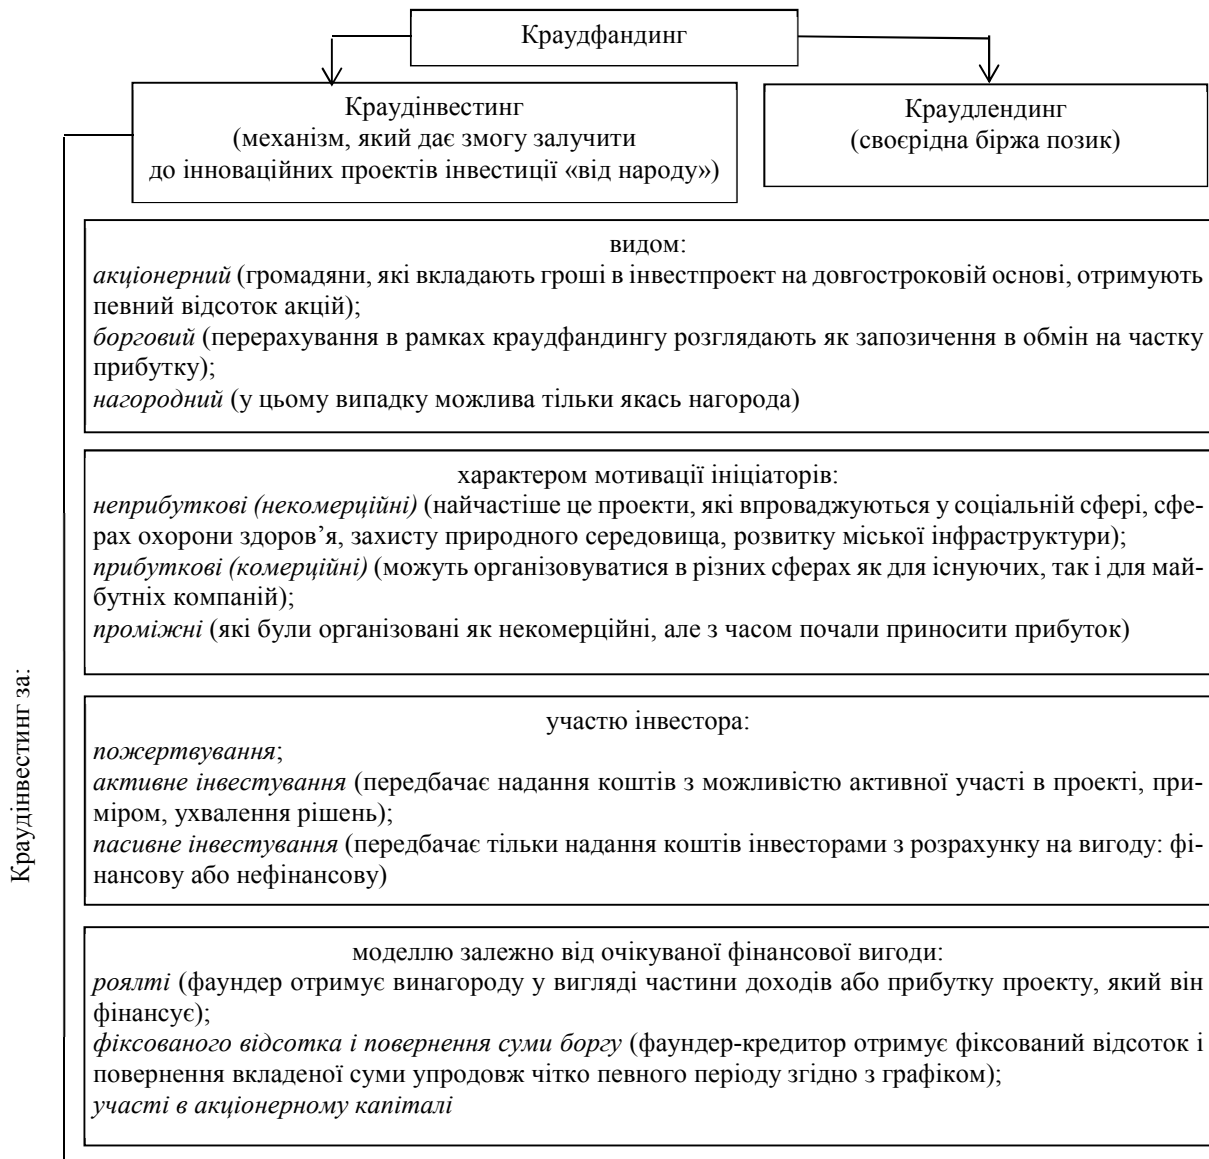 Краудфандинг
Краудінвестинг
(механізм, який дає змогу залучити
до інноваційних проектів інвестиції «від народу»)
Краудлендинг
(своєрідна біржа позик)
Краудінвестинг за:
видом:
акціонерний (громадяни, які вкладають гроші в інвестпроект на довгостроковій основі, отримують
певний відсоток акцій);
борговий (перерахування в рамках краудфандингу розглядають як запозичення в обмін на частку
прибутку);
нагородний (у цьому випадку можлива тільки якась нагорода)
характером мотивації ініціаторів:
неприбуткові (некомерційні) (найчастіше це проекти, які впроваджуються у соціальній сфері, сфе-
рах охорони здоров’я, захисту природного середовища, розвитку міської інфраструктури);
прибуткові (комерційні) (можуть організовуватися в різних сферах як для існуючих, так і для май-
бутніх компаній);
проміжні (які були організовані як некомерційні, але з часом почали приносити прибуток)
участю інвестора:
пожертвування;
активне інвестування (передбачає надання коштів з можливістю активної участі в проекті, при-
міром, ухвалення рішень);
пасивне інвестування (передбачає тільки надання коштів інвесторами з розрахунку на вигоду: фі-
нансову або нефінансову)
моделлю залежно від очікуваної фінансової вигоди:
роялті (фаундер отримує винагороду у вигляді частини доходів або прибутку проекту, який він
фінансує);
фіксованого відсотка і повернення суми боргу (фаундер-кредитор отримує фіксований відсоток і
повернення вкладеної суми упродовж чітко певного періоду згідно з графіком);
участі в акціонерному капіталі